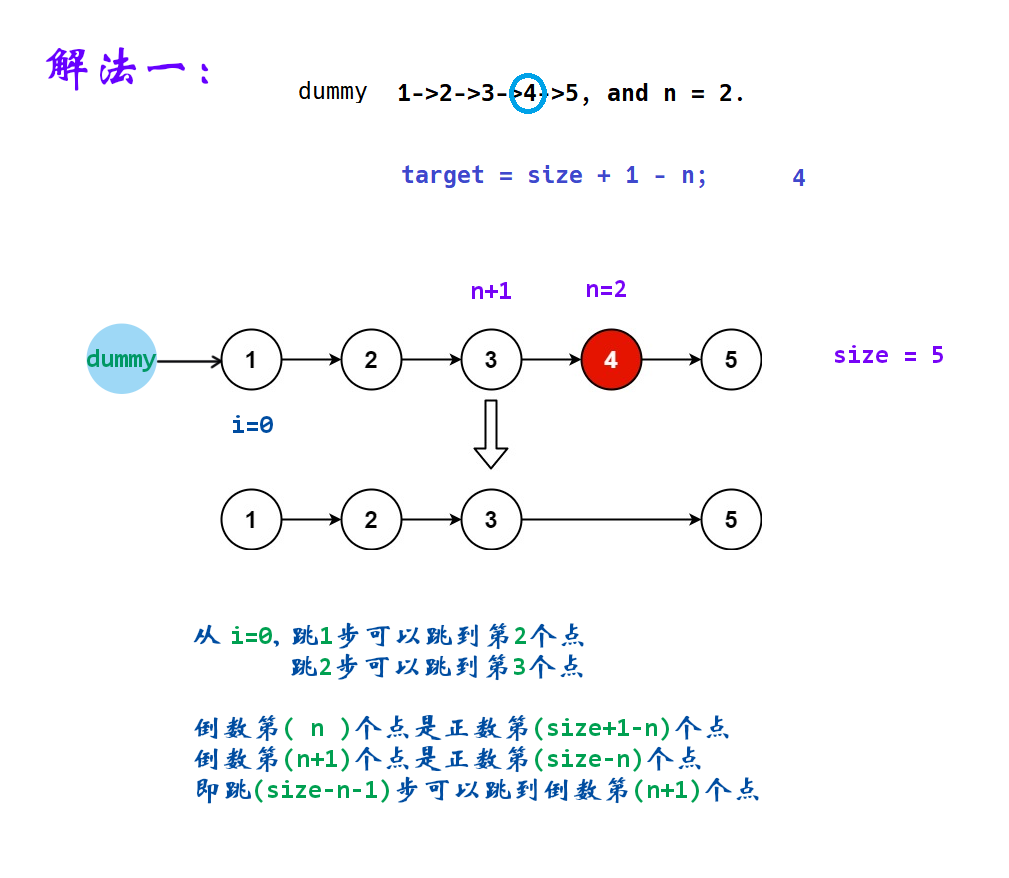 解法一：
dummy 1->2->3->4->5, and n = 2.
target = size + 1 - n; 4
n+1 n=2
dummy 1 2 3 4 5 size = 5
i=0
1 2 3 5
从 i=0, 跳1步可以跳到第2个点
跳2步可以跳到第3个点
倒数第( n )个点是正数第(size+1-n)个点
倒数第(n+1)个点是正数第(size-n)个点
即跳(size-n-1)步可以跳到倒数第(n+1)个点